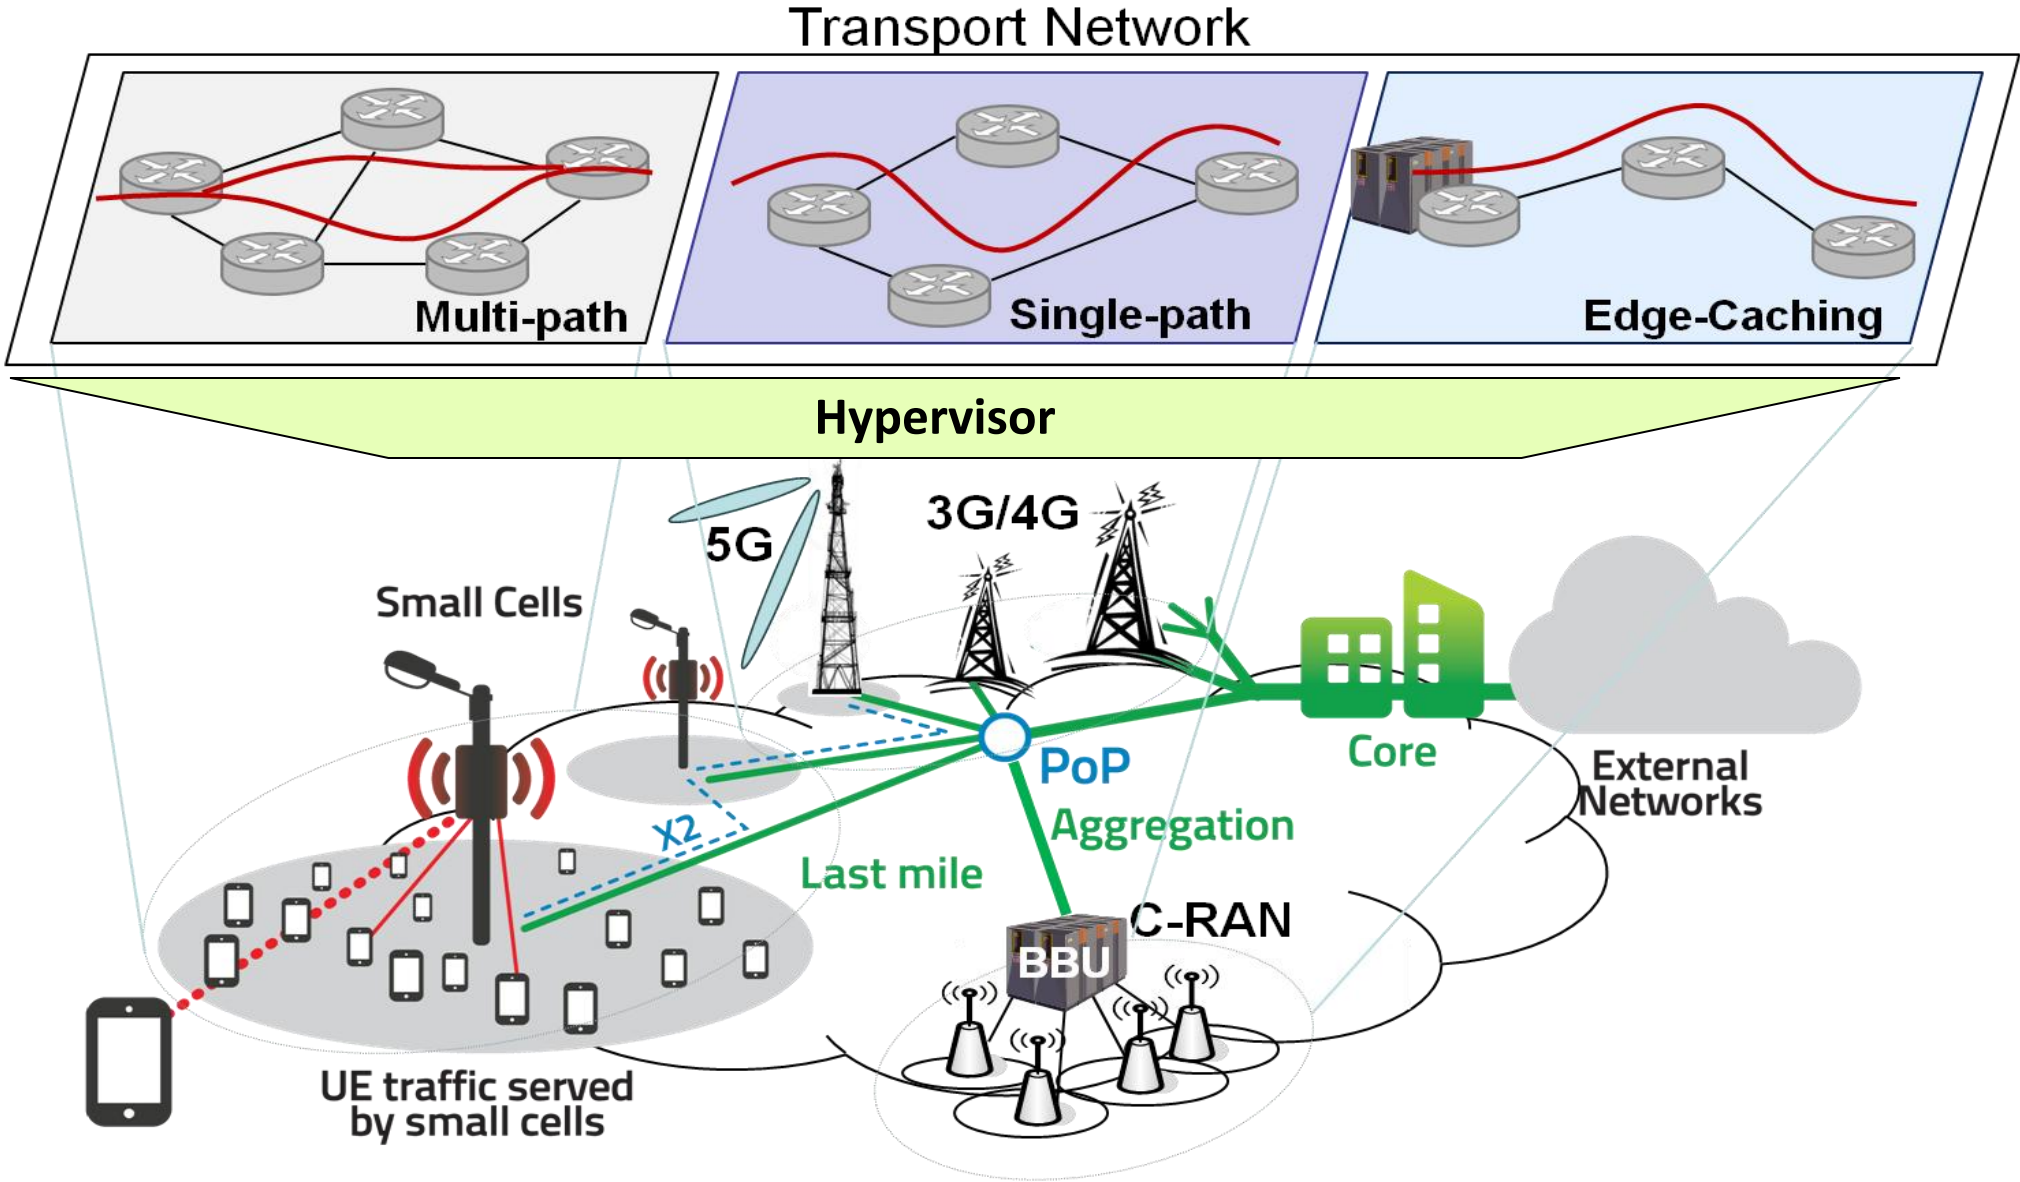 Transport Network
Multi-path
Single-path
Edge-Caching
Hypervisor
5G
3G/4G
Small Cells
PoP
Core
External
Networks
X2
Aggregation
Last mile
C-RAN
BBU
UE traffic served
by small cells